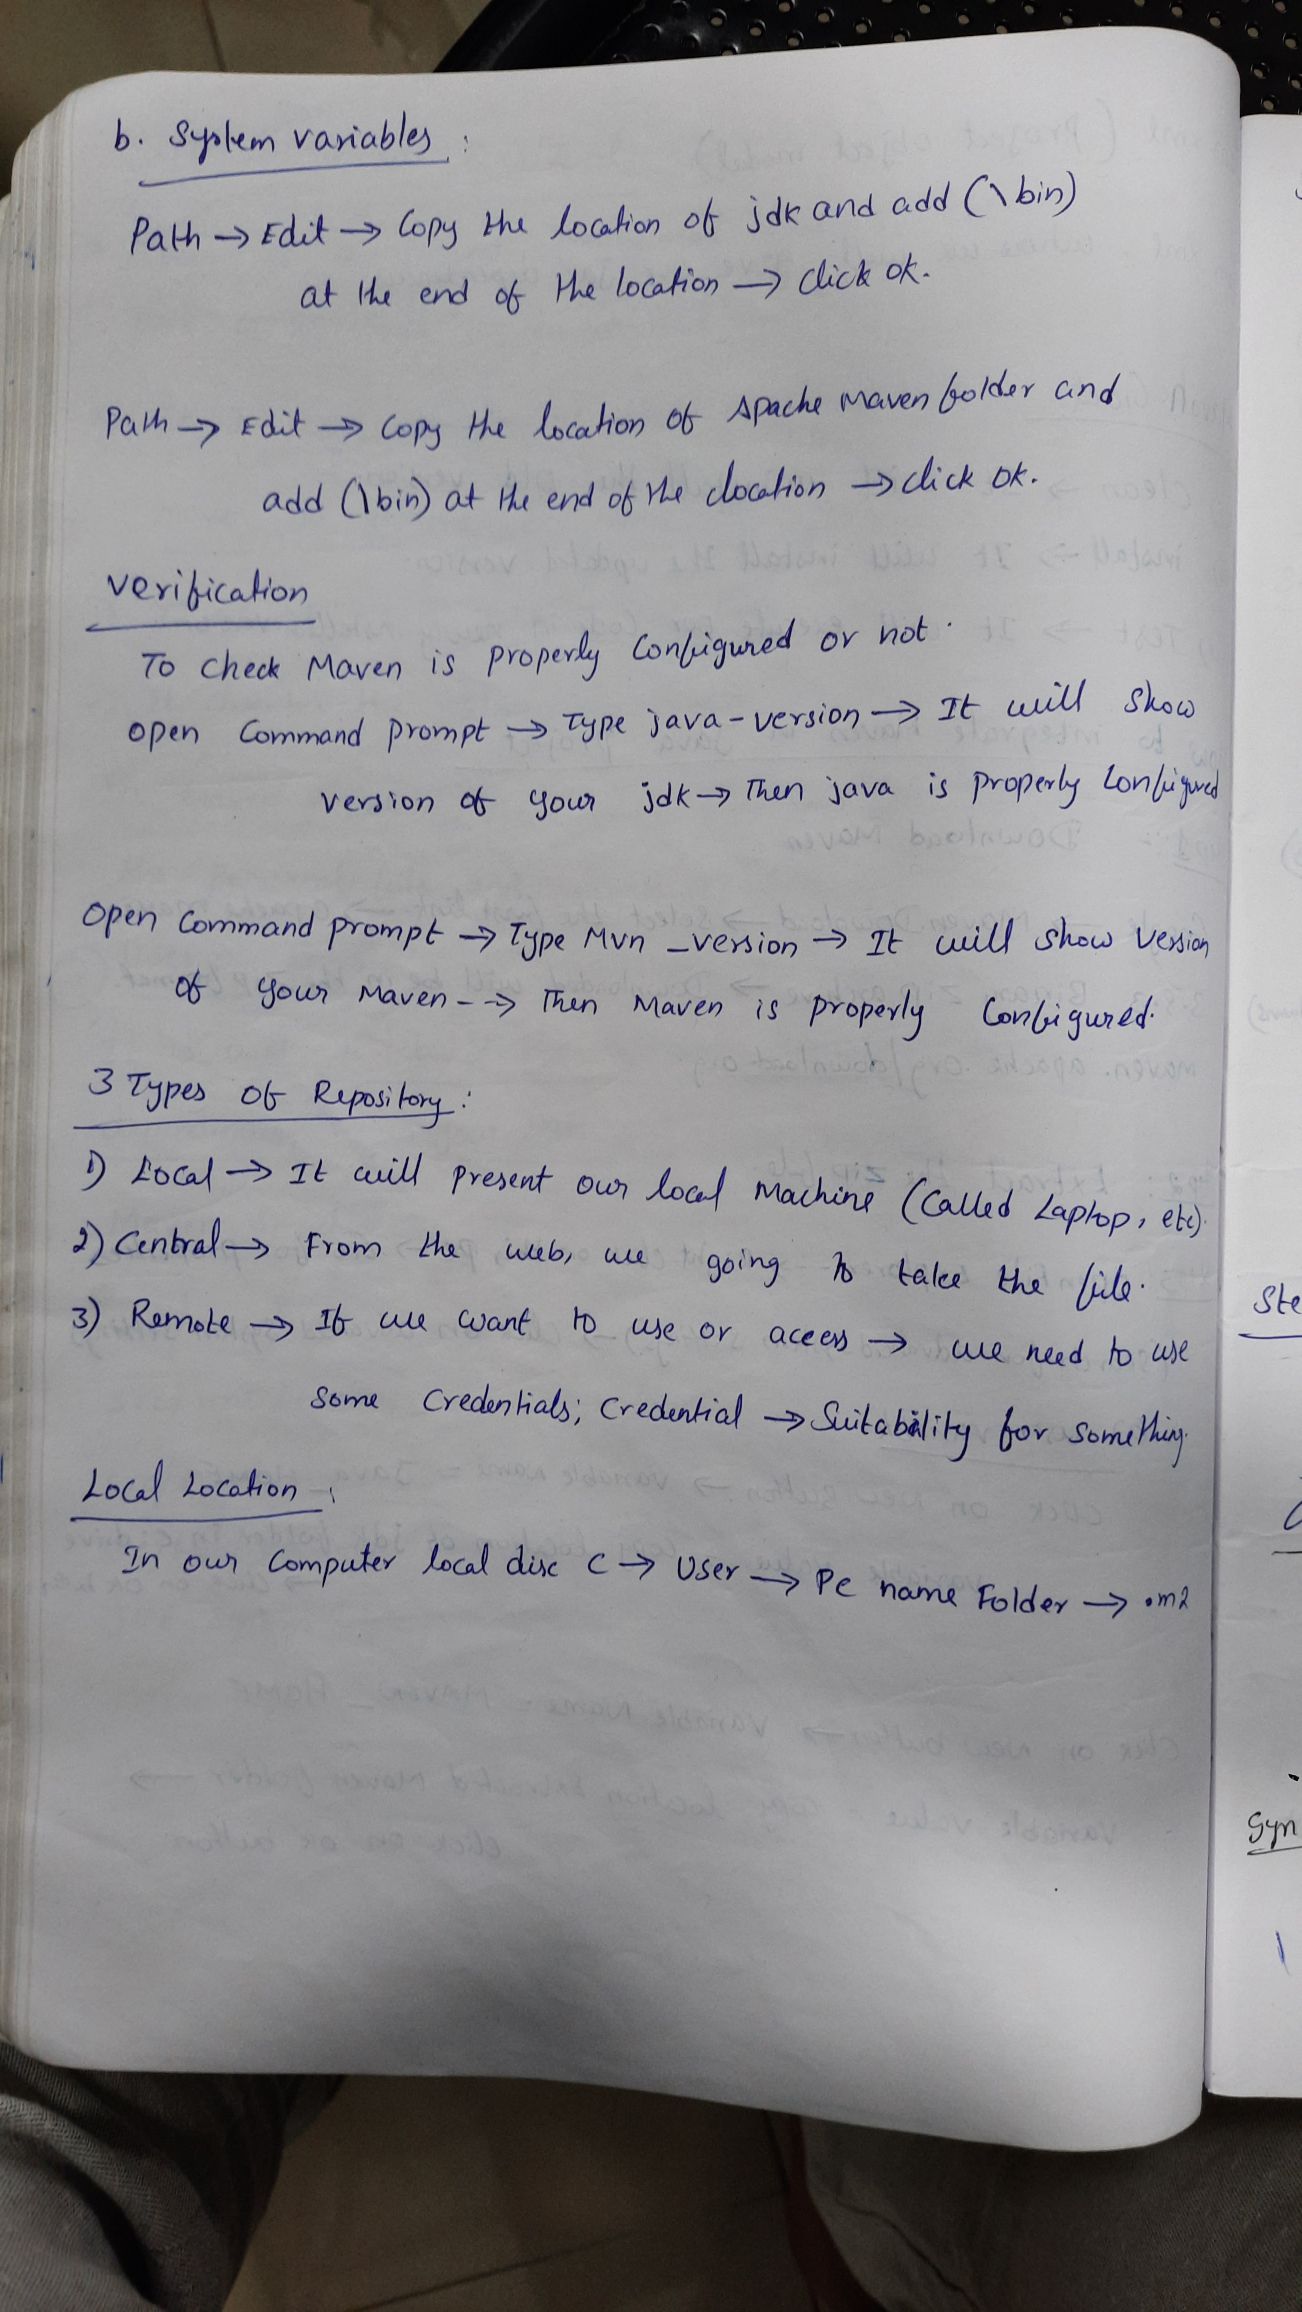 b. System variables :
Path → Edit → Copy the location of jdk and add (\bin)
at the end of the location → click ok.
Path → Edit → Copy the location of Apache Maven folder and
add (\bin) at the end of the location → click ok.
Verification
To check Maven is properly Configured or not.
Open Command prompt → Type java-version → It will show
version of your jdk → Then java is properly Configured
Open Command prompt → Type Mvn -version → It will show Version
of your Maven --> Then Maven is properly Configured.
3 Types of Repository :
1) Local → It will present our local Machine (Called Laptop, etc).
2) Central → From the web, we going to take the file.
3) Remote → If we want to use or access → we need to use
Some Credentials; Credential → Suitability for something.
Local Location :
In our Computer local disc C → User → Pc name Folder → .m2
Ste
Syn